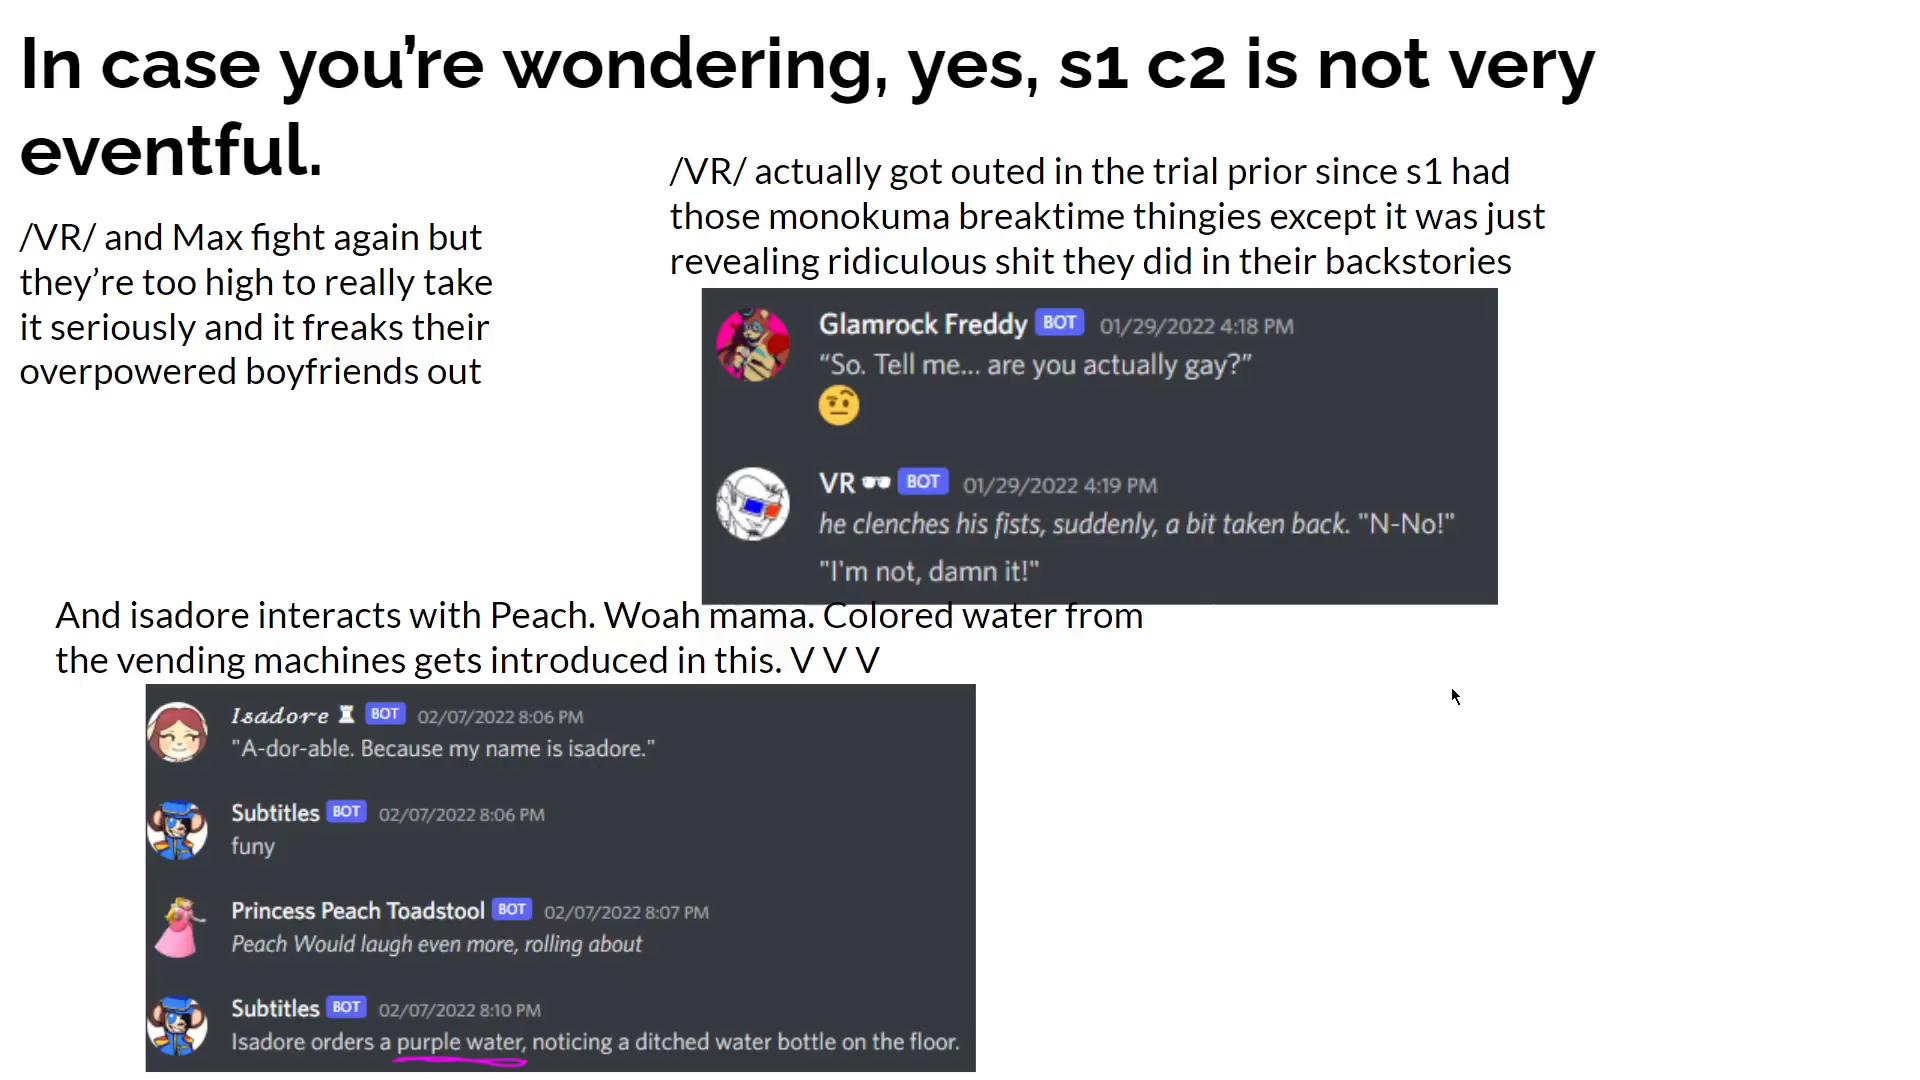 In case you’re wondering, yes, s1 c2 is not very
eventful.
/VR/ and Max fight again but
they’re too high to really take
it seriously and it freaks their
overpowered boyfriends out
/VR/ actually got outed in the trial prior since s1 had
those monokuma breaktime thingies except it was just
revealing ridiculous shit they did in their backstories
Glamrock Freddy BOT 01/29/2022 4:18 PM
“So. Tell me... are you actually gay?”
VR BOT 01/29/2022 4:19 PM
he clenches his fists, suddenly, a bit taken back. "N-No!"
"I'm not, damn it!"
And isadore interacts with Peach. Woah mama. Colored water from
the vending machines gets introduced in this. V V V
Isadore BOT 02/07/2022 8:06 PM
"A-dor-able. Because my name is isadore."
Subtitles BOT 02/07/2022 8:06 PM
funy
Princess Peach Toadstool BOT 02/07/2022 8:07 PM
Peach Would laugh even more, rolling about
Subtitles BOT 02/07/2022 8:10 PM
Isadore orders a purple water, noticing a ditched water bottle on the floor.